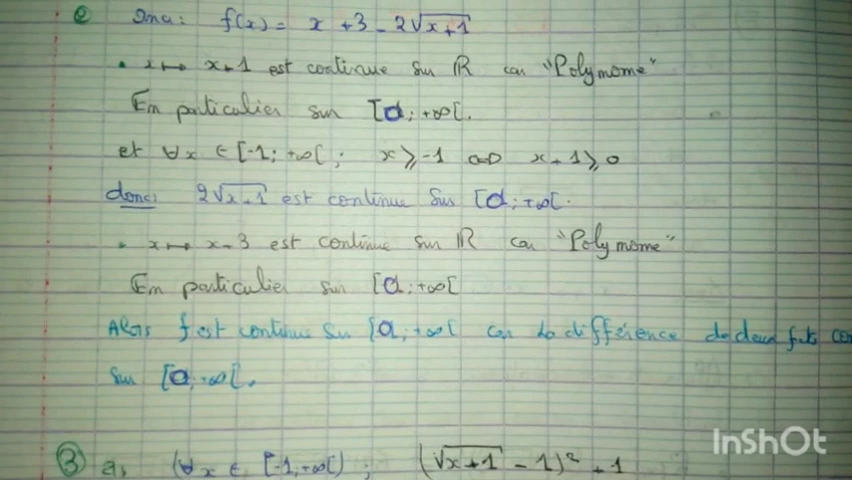 ② On a : f(x) = x + 3 - 2√(x+1)
• x ↦ x+1 est continue sur ℝ car "Polynome"
En particulier sur [a ; +∞[.
et ∀x ∈ [-1; +∞[ ; x ≥ -1 ⇔ x + 1 ≥ 0
donc: 2√(x+1) est continue sur [a ; +∞[.
• x ↦ x+3 est continue sur ℝ car "Polynome"
En particulier sur [a ; +∞[
Alors f est continue sur [a ; +∞[ car la différence de deux fcts con
sur [a ; +∞[.
③ a, (∀x ∈ [-1, +∞[) ; (√(x+1) - 1)² + 1
InShOt